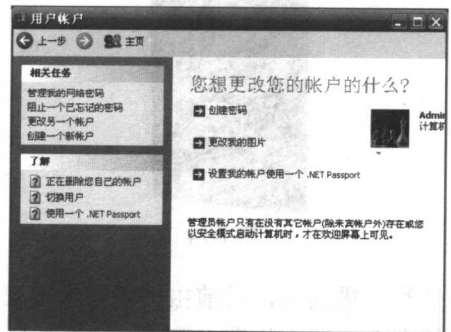 用户帐户
上一步 主页
相关任务
管理我的网络密码
阻止一个已忘记的密码
更改另一个帐户
创建一个新帐户
了解
正在删除您自己的帐户
切换用户
使用一个 .NET Passport
您想更改您的帐户的什么？
创建密码
更改我的图片
设置我的帐户使用一个 .NET Passport
Admin
计算机
管理员帐户只有在没有其它帐户(除来宾帐户外)存在或您
以安全模式启动计算机时，才在欢迎屏幕上可见。